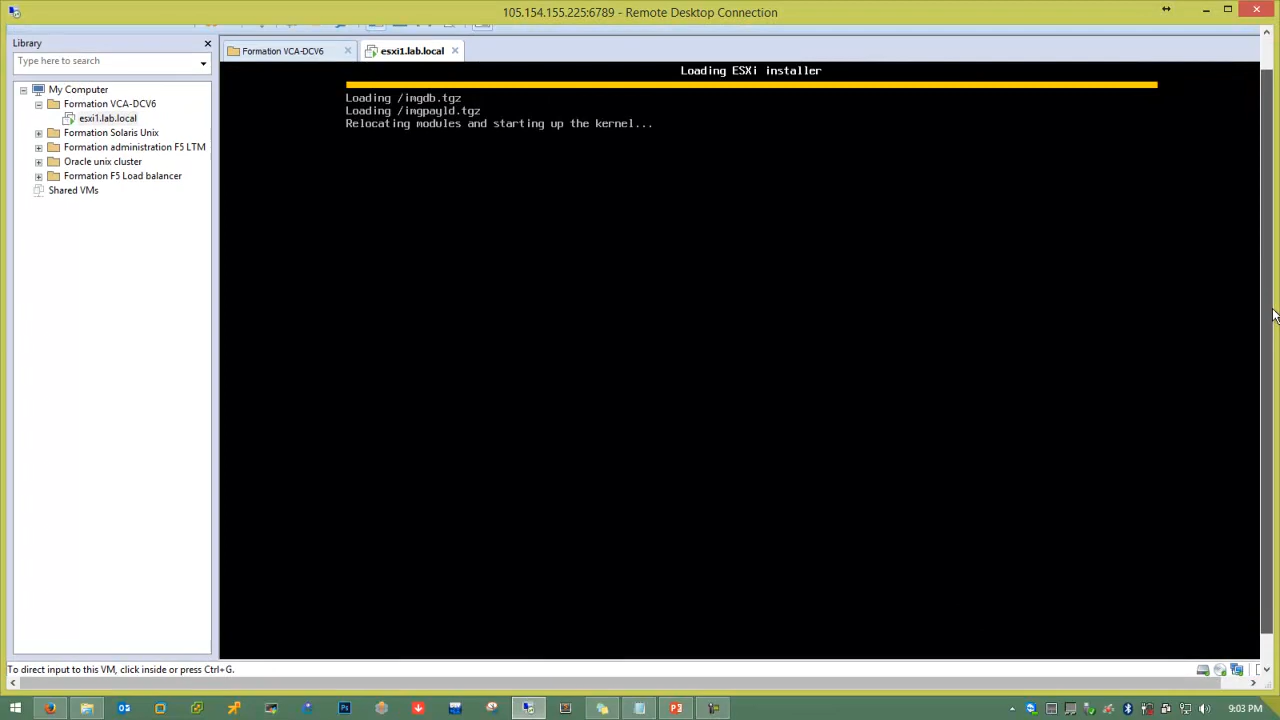 105.154.155.225:6789 - Remote Desktop Connection
Library
Type here to search
My Computer
Formation VCA-DCV6
esxi1.lab.local
Formation Solaris Unix
Formation administration F5 LTM
Oracle unix cluster
Formation F5 Load balancer
Shared VMs
Formation VCA-DCV6
esxi1.lab.local
Loading ESXi installer
Loading /imgdb.tgz
Loading /imgpayld.tgz
Relocating modules and starting up the kernel...
To direct input to this VM, click inside or press Ctrl+G.
9:03 PM